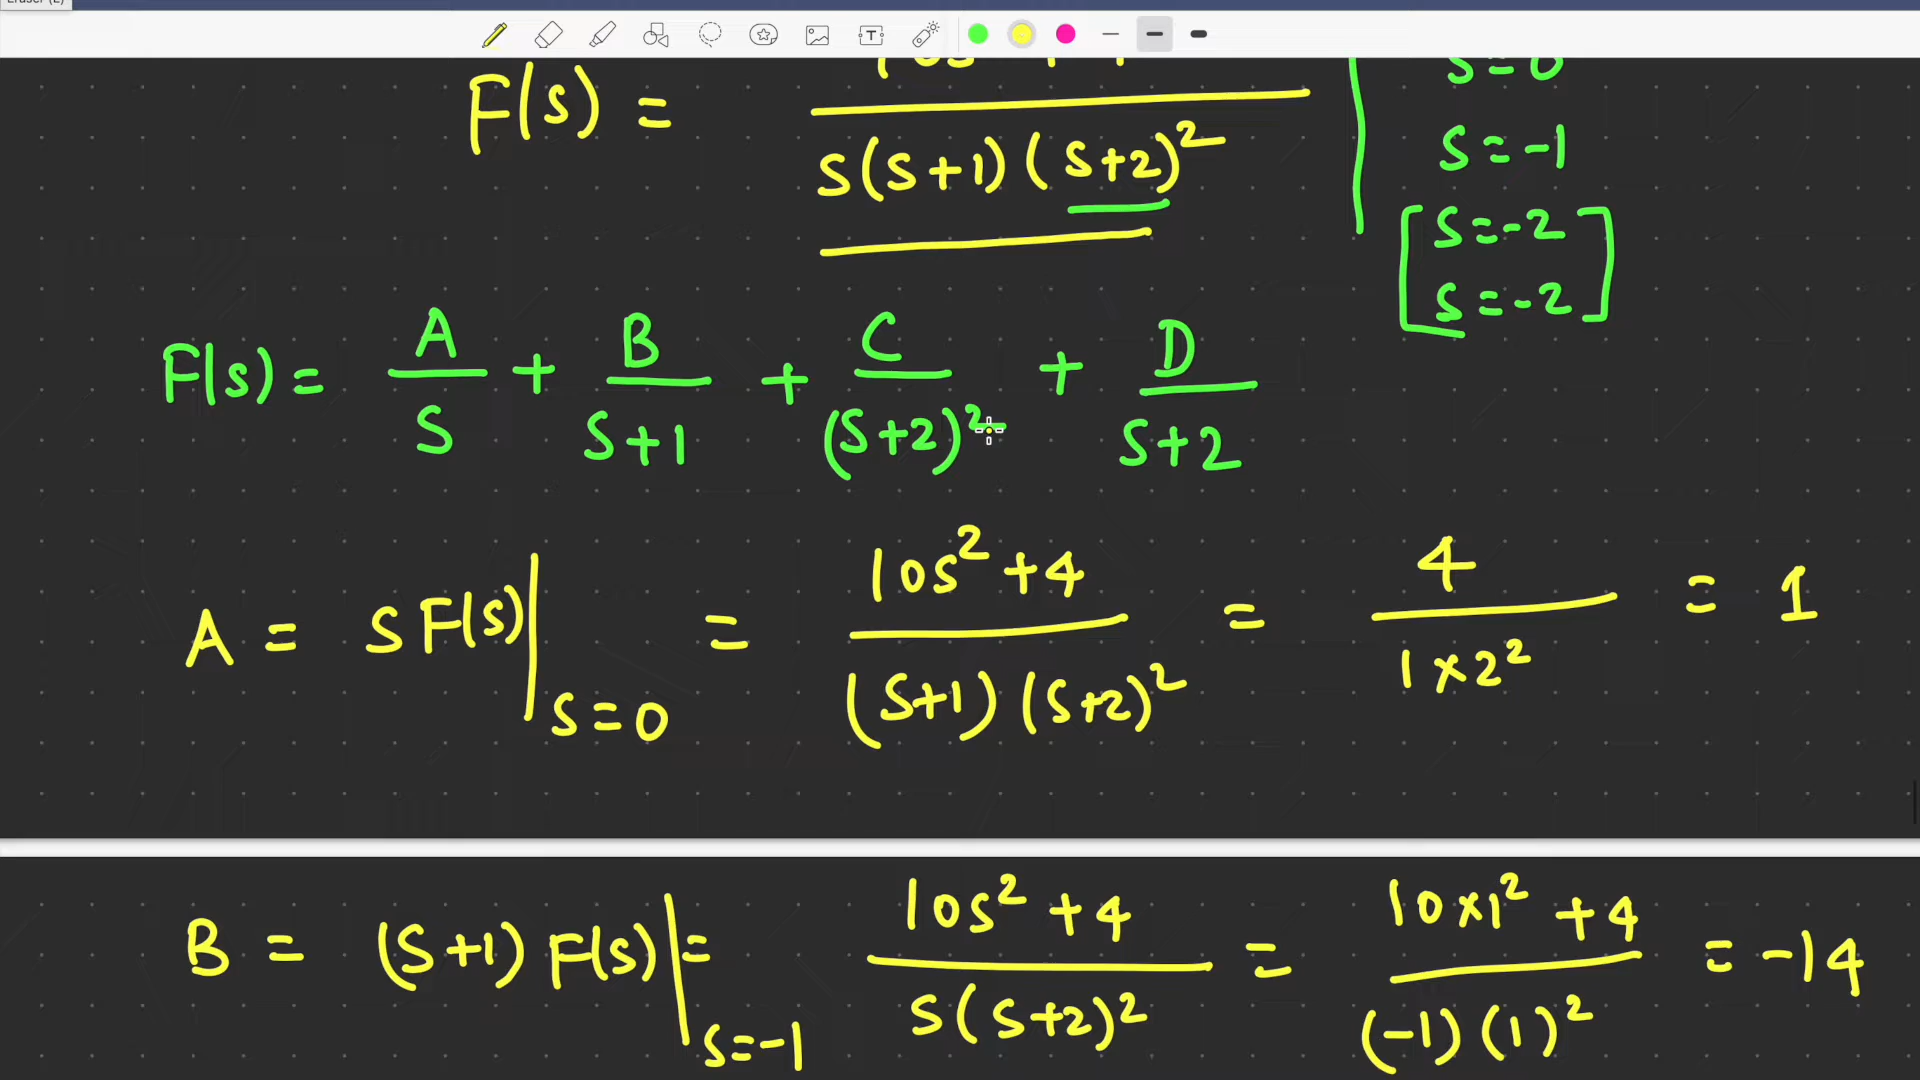 F(s) =
s(s+1)(s+2)²
s=0
s=-1
s=-2
s=-2
F(s) = A/s + B/(s+1) + C/(s+2)² + D/(s+2)
A = sF(s)|s=0 = (10s²+4)/((s+1)(s+2)²) = 4/(1×2²) = 1
B = (s+1)F(s)|s=-1 = (10s²+4)/(s(s+2)²) = (10×1²+4)/((-1)(1)²) = -14